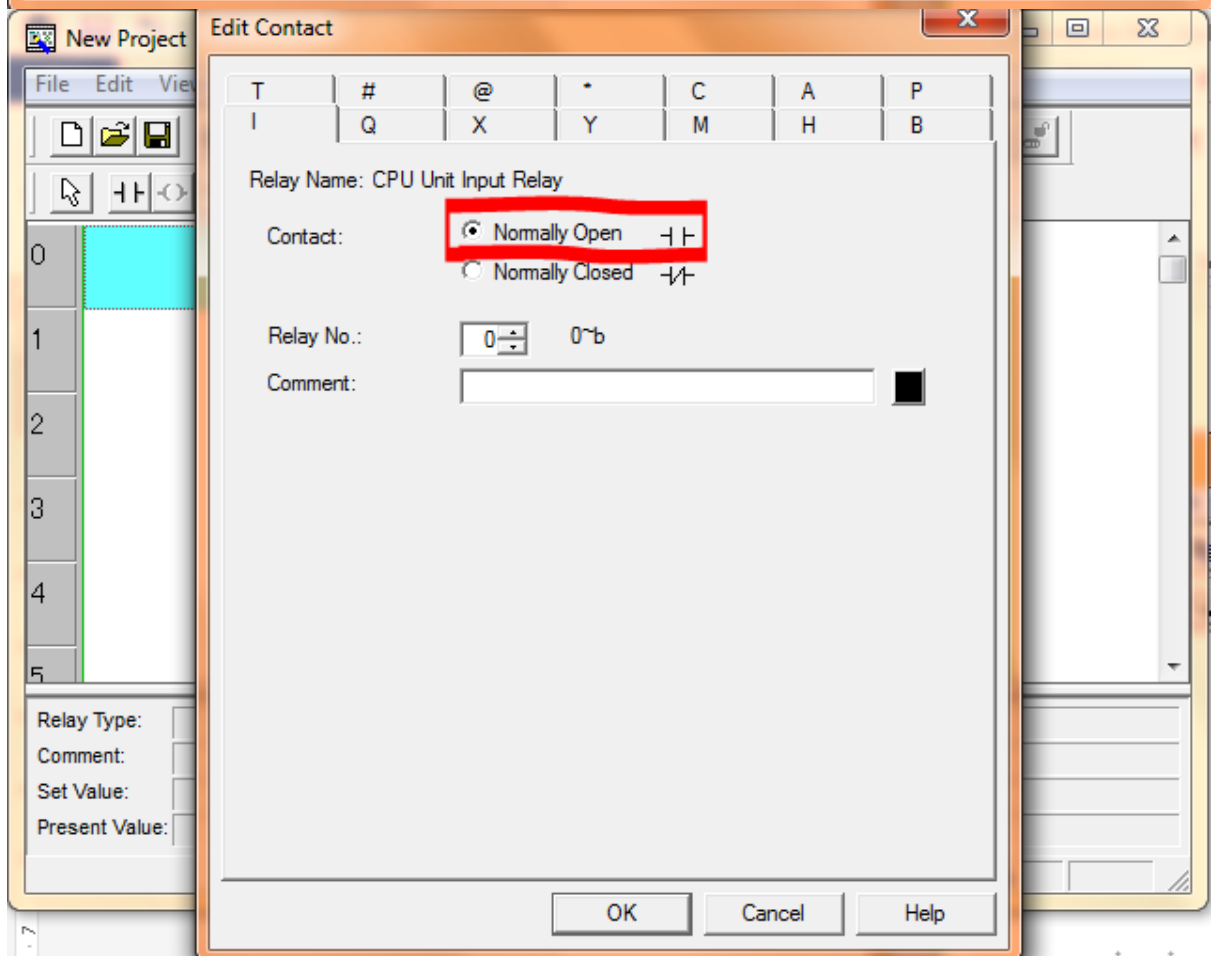 New Project
Edit Contact
File Edit Vie
T # @ * C A P
I Q X Y M H B
Relay Name: CPU Unit Input Relay
Contact: Normally Open
Normally Closed
0
1
Relay No.: 0 0~b
Comment:
2
3
4
5
Relay Type:
Comment:
Set Value:
Present Value:
OK Cancel Help
7